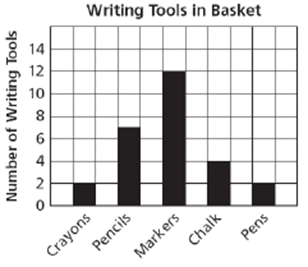 Writing Tools in Basket
Number of Writing Tools
14
12
10
8
6
4
2
0
Crayons
Pencils
Markers
Chalk
Pens